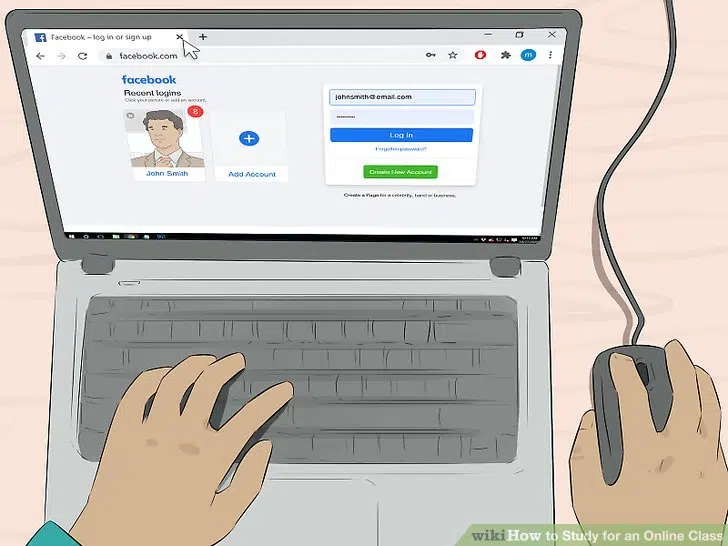 Facebook – log in or sign up
facebook.com
m
facebook
Recent logins
Click your picture or add an account.
8
John Smith
Add Account
johnsmith@email.com
Log In
Forgotten password?
Create New Account
Create a Page for a celebrity, band or business.
wikiHow to Study for an Online Class